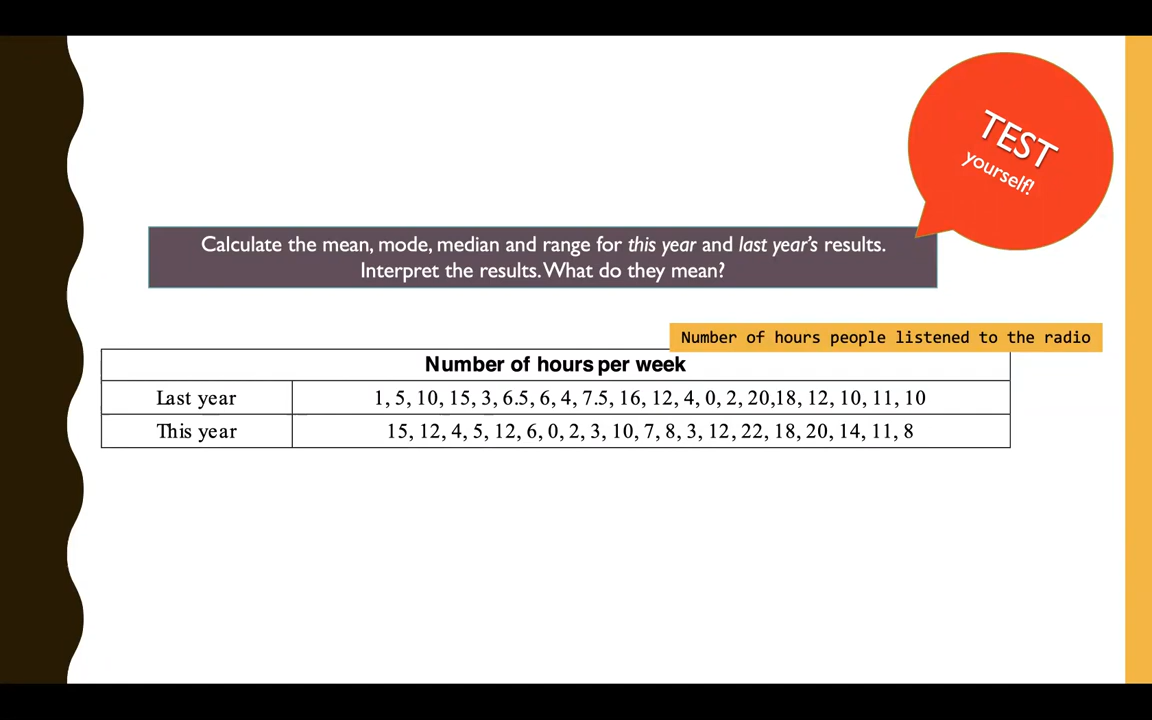 TEST
yourself!
Calculate the mean, mode, median and range for this year and last year's results.
Interpret the results. What do they mean?
Number of hours people listened to the radio
Number of hours per week
Last year 1, 5, 10, 15, 3, 6.5, 6, 4, 7.5, 16, 12, 4, 0, 2, 20,18, 12, 10, 11, 10
This year 15, 12, 4, 5, 12, 6, 0, 2, 3, 10, 7, 8, 3, 12, 22, 18, 20, 14, 11, 8